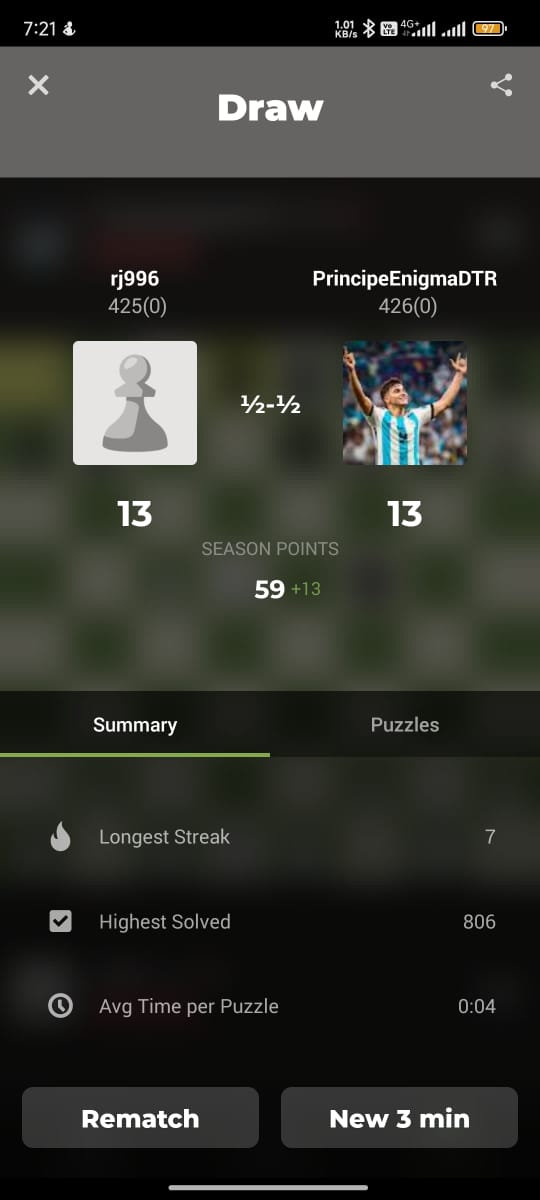 7:21
1.01
KB/s
Vo
LTE
4G+
97
Draw
rj996
425(0)
PrincipeEnigmaDTR
426(0)
½-½
13
13
SEASON POINTS
59 +13
Summary
Puzzles
Longest Streak
7
Highest Solved
806
Avg Time per Puzzle
0:04
Rematch
New 3 min